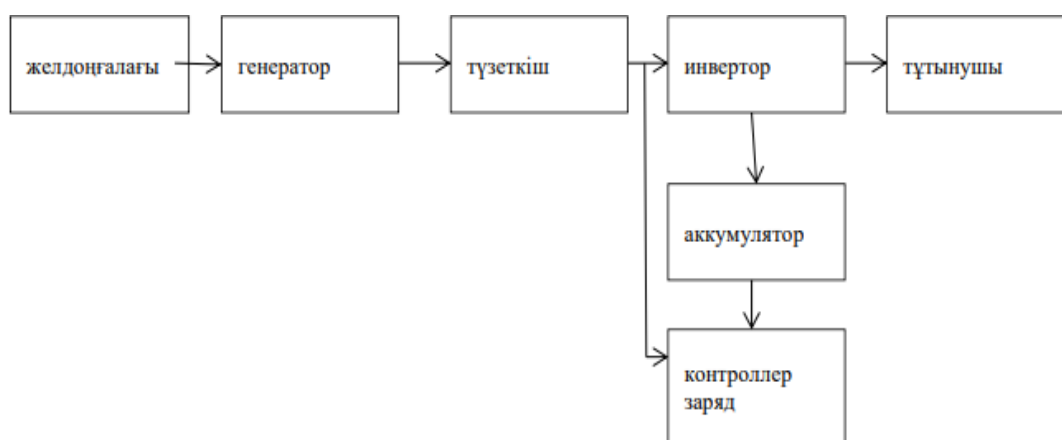 желдоңғалағы
генератор
түзеткіш
инвертор
тұтынушы
аккумулятор
контроллер
заряд